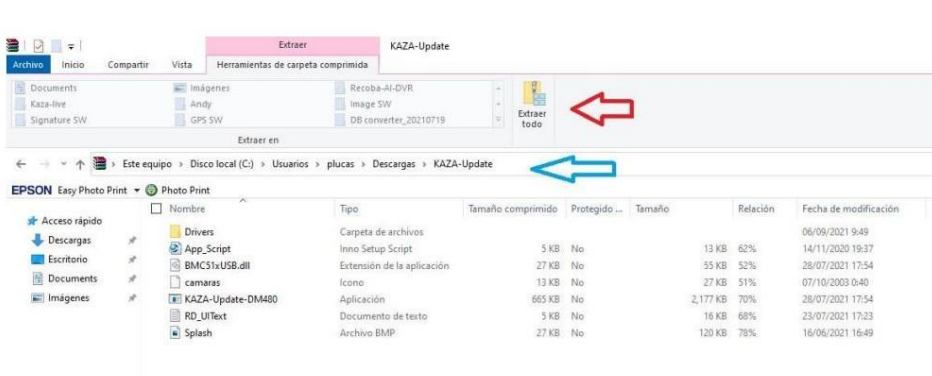 Extraer
KAZA-Update
Archivo Inicio Compartir Vista Herramientas de carpeta comprimida
Documents Imágenes Recoba-AI-DVR
Kaza-live Andy Image SW
Signature SW GPS SW DB converter_20210719
Extraer todo
Extraer en
Este equipo > Disco local (C:) > Usuarios > plucas > Descargas > KAZA-Update
EPSON Easy Photo Print Photo Print
Acceso rápido
Descargas
Escritorio
Documents
Imágenes
Nombre Tipo Tamaño comprimido Protegido ... Tamaño Relación Fecha de modificación
Drivers Carpeta de archivos 06/09/2021 9:49
App_Script Inno Setup Script 5 KB No 13 KB 62% 14/11/2020 19:37
BMC51xUSB.dll Extensión de la aplicación 27 KB No 55 KB 52% 28/07/2021 17:54
camaras Icono 13 KB No 27 KB 51% 07/10/2003 0:40
KAZA-Update-DM480 Aplicación 665 KB No 2,177 KB 70% 28/07/2021 17:54
RD_UIText Documento de texto 5 KB No 16 KB 68% 23/07/2021 17:23
Splash Archivo BMP 27 KB No 120 KB 78% 16/06/2021 16:49